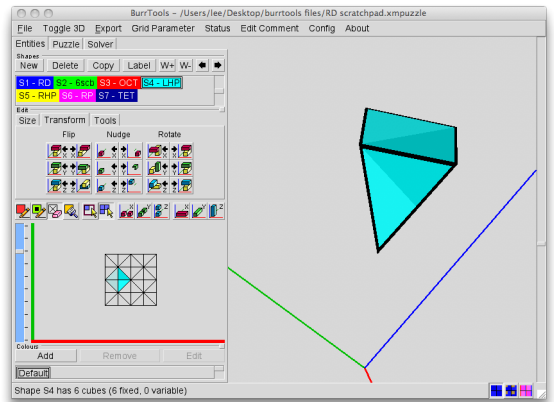 BurrTools - /Users/lee/Desktop/burrtools files/RD scratchpad.xmpuzzle
File Toggle 3D Export Grid Parameter Status Edit Comment Config About
Entities Puzzle Solver
Shapes
New Delete Copy Label W+ W-
S1 - RD S2 - 6scb S3 - OCT S4 - LHP
S5 - RHP S6 - RP S7 - TET
Edit
Size Transform Tools
Flip Nudge Rotate
X X X
Y Y Y
Z Z Z
X Y Z X Y Z
Colours
Add Remove Edit
Default
Shape S4 has 6 cubes (6 fixed, 0 variable)